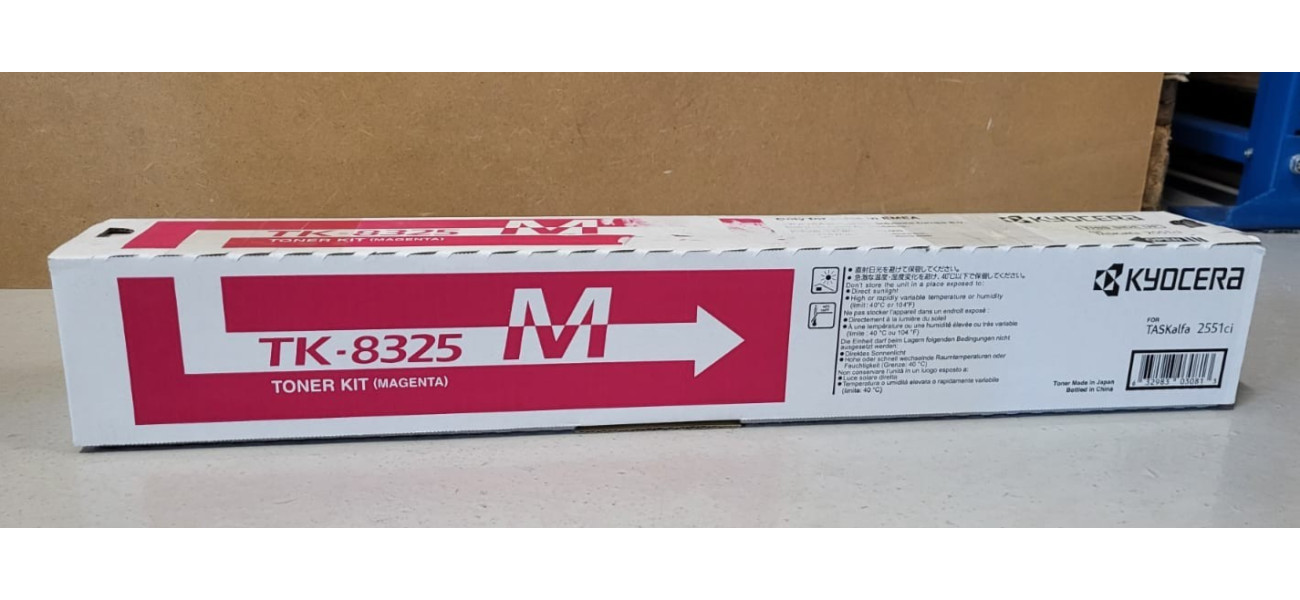 TK-8325
M
TONER KIT (MAGENTA)
KYOCERA
TK-8325
M
TONER KIT (MAGENTA)
● 直射日光を避けて保管してください。
● 急激な温度・湿度変化を避け、40℃以下で保管してください。
Don't store the unit in a place exposed to:
● Direct sunlight
● High or rapidly variable temperature or humidity
(limit: 40°C or 104°F)
Ne pas stocker l'appareil dans un endroit exposé :
● Directement à la lumière du soleil
● À une température ou une humidité élevée ou très variable
(limite : 40 °C ou 104 °F)
Die Einheit darf beim Lagern folgenden Bedingungen nicht
ausgesetzt werden:
● Direktes Sonnenlicht
● Hohe oder schnell wechselnde Raumtemperaturen oder
Feuchtigkeit (Grenze: 40 °C)
Non conservare l'unità in un luogo esposto a:
● Luce solare diretta
● Temperatura o umidità elevata o rapidamente variabile
(limite: 40 °C)
KYOCERA
FOR
TASKalfa 2551ci
Toner Made in Japan
Bottled in China
6 32983 03081 3